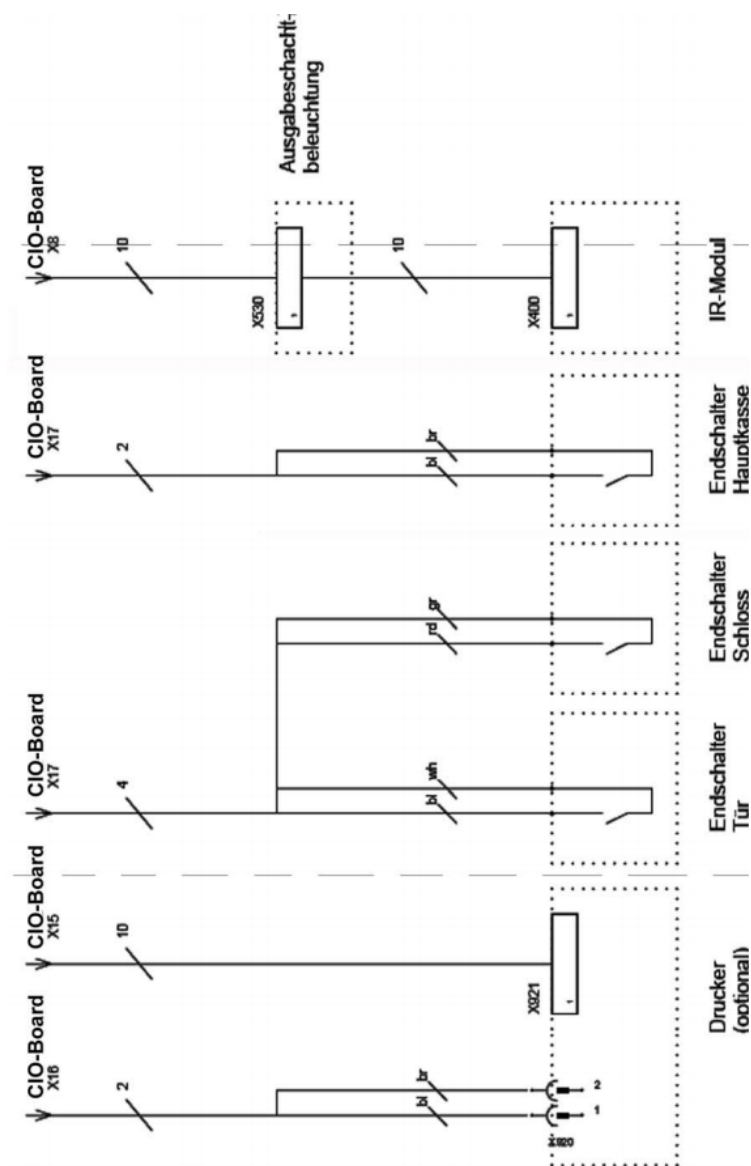 Ausgabeschacht-
beleuchtung
CIO-Board
X8
10
X530
10
X400
IR-Modul
CIO-Board
X17
2
br
bl
Endschalter
Hauptkasse
gr
rd
Endschalter
Schloss
CIO-Board
X17
4
wh
bl
Endschalter
Tür
CIO-Board
X15
10
X921
Drucker
(optional)
CIO-Board
X16
2
br
bl
2
1
X920